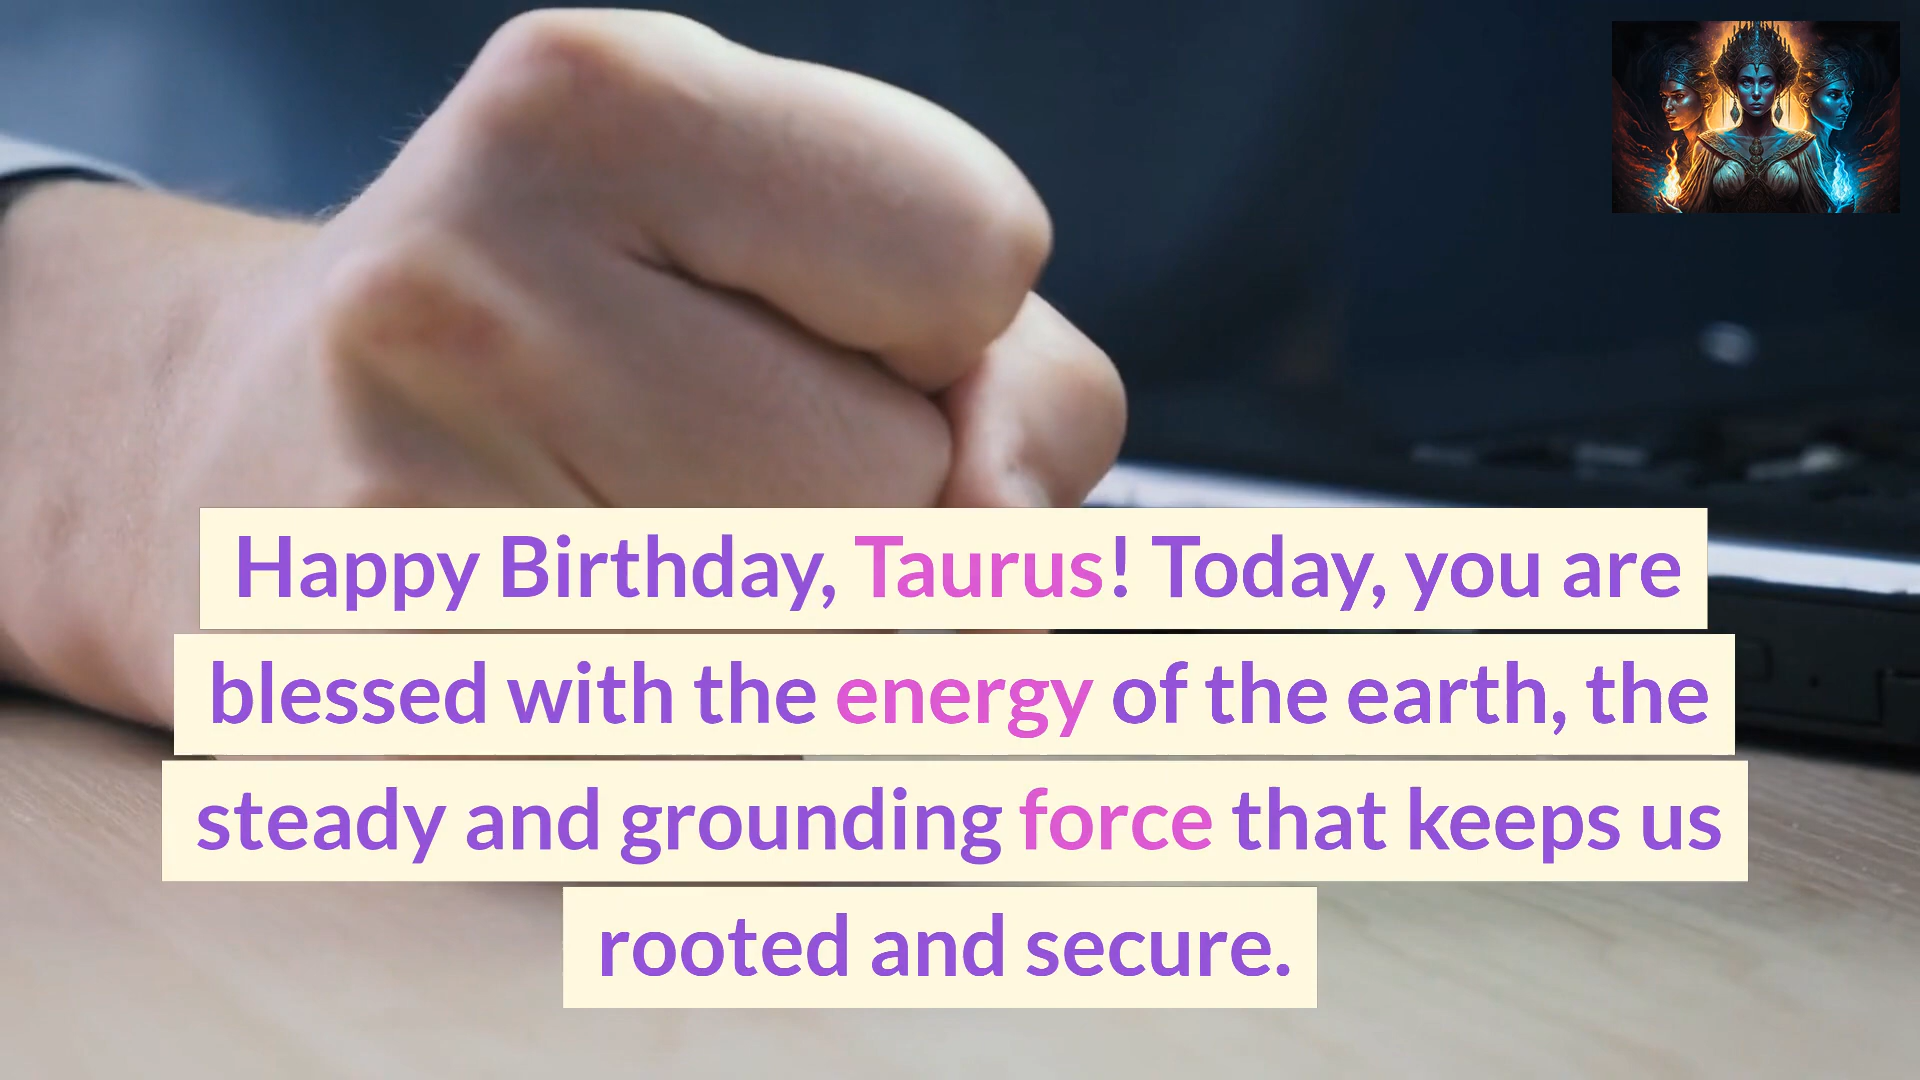 Happy Birthday, Taurus! Today, you are
blessed with the energy of the earth, the
steady and grounding force that keeps us
rooted and secure.